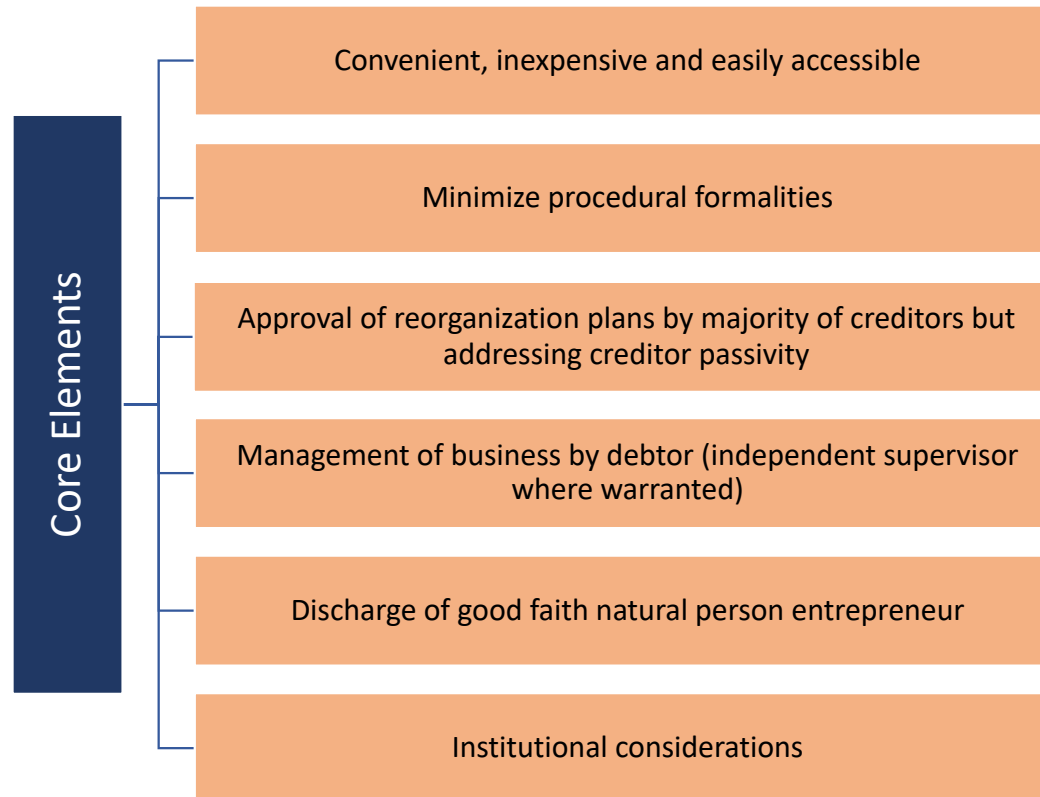 Core Elements
Convenient, inexpensive and easily accessible
Minimize procedural formalities
Approval of reorganization plans by majority of creditors but
addressing creditor passivity
Management of business by debtor (independent supervisor
where warranted)
Discharge of good faith natural person entrepreneur
Institutional considerations